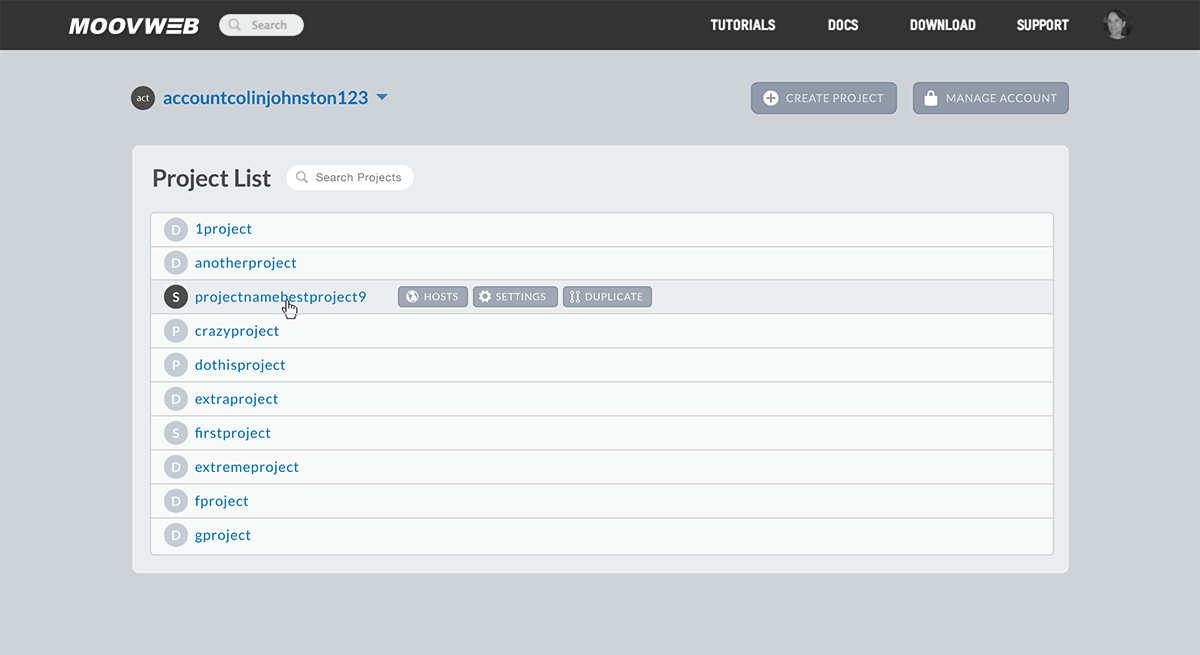 MOOVWEB Search TUTORIALS DOCS DOWNLOAD SUPPORT
act accountcolinjohnston123 CREATE PROJECT MANAGE ACCOUNT
Project List Search Projects
D 1project
D anotherproject
S projectnamebestproject9 HOSTS SETTINGS DUPLICATE
P crazyproject
P dothisproject
D extraproject
S firstproject
D extremeproject
D fproject
D gproject